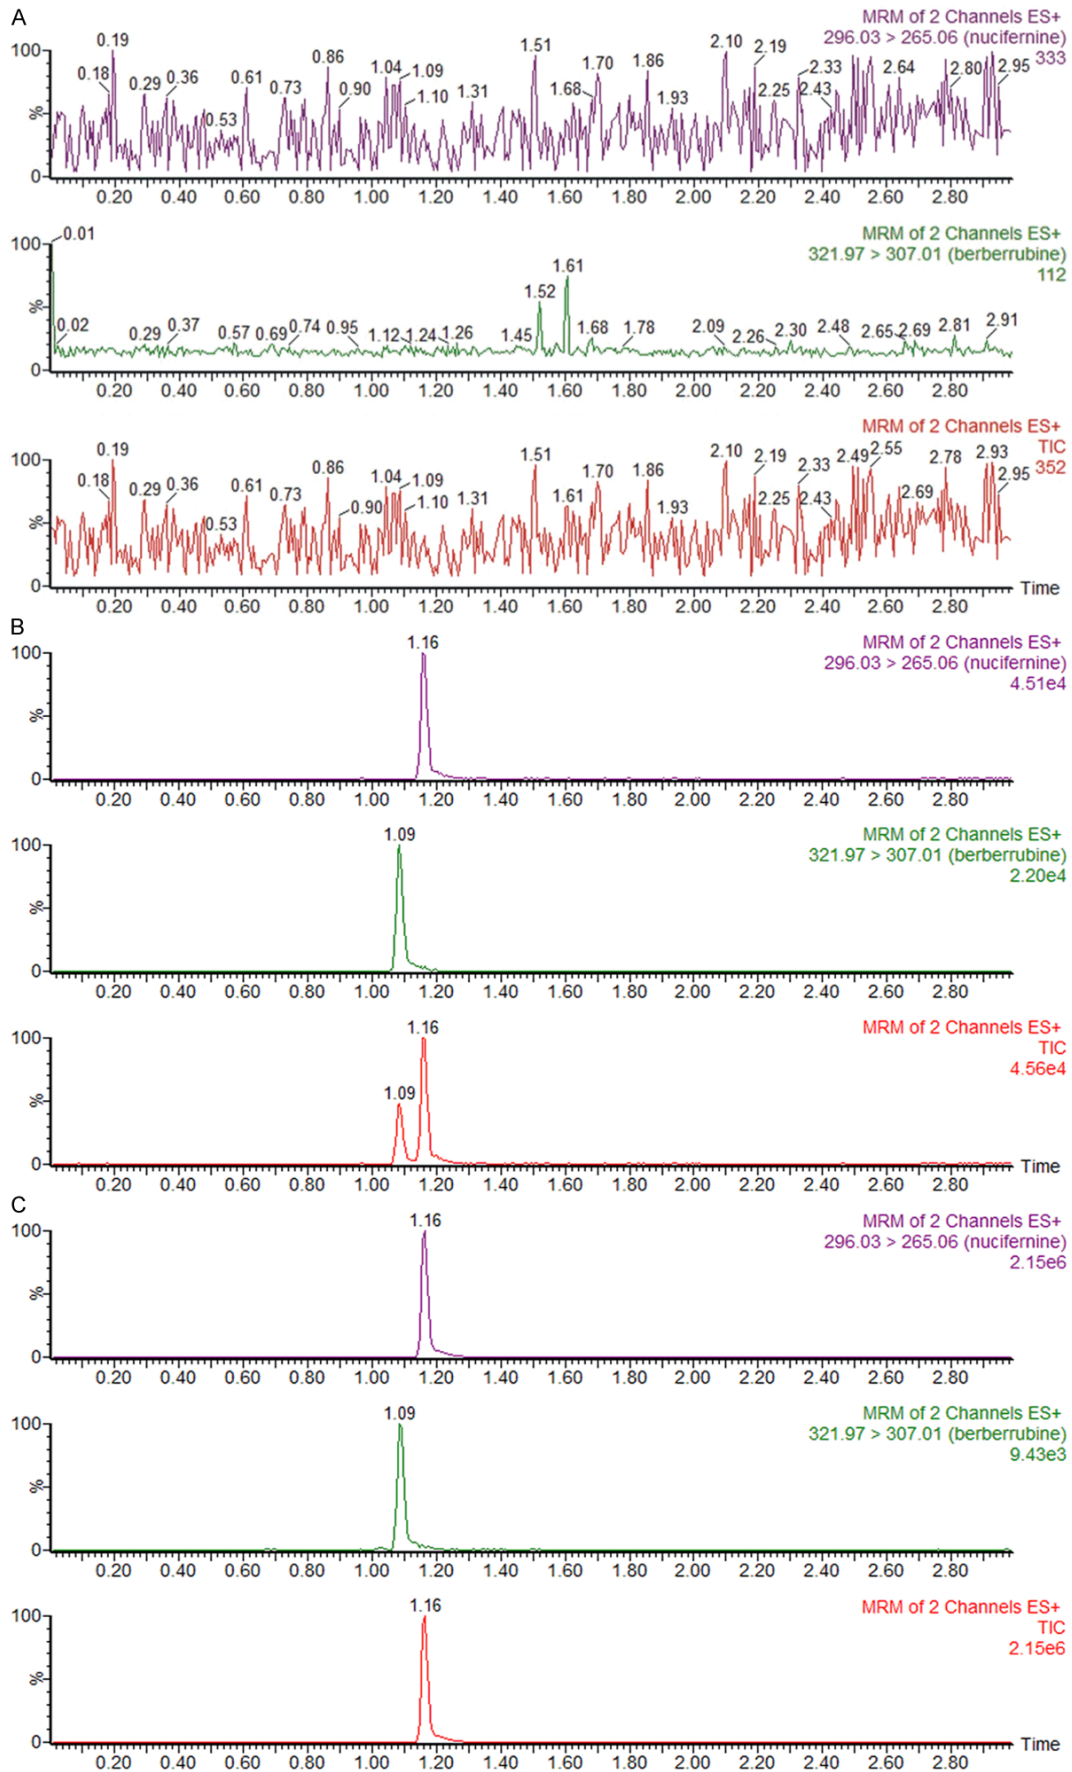 A
MRM of 2 Channels ES+
296.03 > 265.06 (nucifernine)
333
100
%
0
0.18 0.19 0.29 0.36 0.53 0.61 0.73 0.86 0.90 1.04 1.09 1.10 1.31 1.51 1.68 1.70 1.86 1.93 2.10 2.19 2.25 2.33 2.43 2.64 2.80 2.95
0.20 0.40 0.60 0.80 1.00 1.20 1.40 1.60 1.80 2.00 2.20 2.40 2.60 2.80
MRM of 2 Channels ES+
321.97 > 307.01 (berberrubine)
112
100
%
0
0.01 0.02 0.29 0.37 0.57 0.69 0.74 0.95 1.12 1.24 1.26 1.45 1.52 1.61 1.68 1.78 2.09 2.26 2.30 2.48 2.65 2.69 2.81 2.91
0.20 0.40 0.60 0.80 1.00 1.20 1.40 1.60 1.80 2.00 2.20 2.40 2.60 2.80
MRM of 2 Channels ES+
TIC
352
100
%
0
0.18 0.19 0.29 0.36 0.53 0.61 0.73 0.86 0.90 1.04 1.09 1.10 1.31 1.51 1.61 1.70 1.86 1.93 2.10 2.19 2.25 2.33 2.43 2.49 2.55 2.69 2.78 2.93 2.95
Time
0.20 0.40 0.60 0.80 1.00 1.20 1.40 1.60 1.80 2.00 2.20 2.40 2.60 2.80
B
MRM of 2 Channels ES+
296.03 > 265.06 (nucifernine)
4.51e4
100
%
0
1.16
0.20 0.40 0.60 0.80 1.00 1.20 1.40 1.60 1.80 2.00 2.20 2.40 2.60 2.80
MRM of 2 Channels ES+
321.97 > 307.01 (berberrubine)
2.20e4
100
%
0
1.09
0.20 0.40 0.60 0.80 1.00 1.20 1.40 1.60 1.80 2.00 2.20 2.40 2.60 2.80
MRM of 2 Channels ES+
TIC
4.56e4
100
%
0
1.09 1.16
Time
0.20 0.40 0.60 0.80 1.00 1.20 1.40 1.60 1.80 2.00 2.20 2.40 2.60 2.80
C
MRM of 2 Channels ES+
296.03 > 265.06 (nucifernine)
2.15e6
100
%
0
1.16
0.20 0.40 0.60 0.80 1.00 1.20 1.40 1.60 1.80 2.00 2.20 2.40 2.60 2.80
MRM of 2 Channels ES+
321.97 > 307.01 (berberrubine)
9.43e3
100
%
0
1.09
0.20 0.40 0.60 0.80 1.00 1.20 1.40 1.60 1.80 2.00 2.20 2.40 2.60 2.80
MRM of 2 Channels ES+
TIC
2.15e6
100
%
0
1.16
Time
0.20 0.40 0.60 0.80 1.00 1.20 1.40 1.60 1.80 2.00 2.20 2.40 2.60 2.80